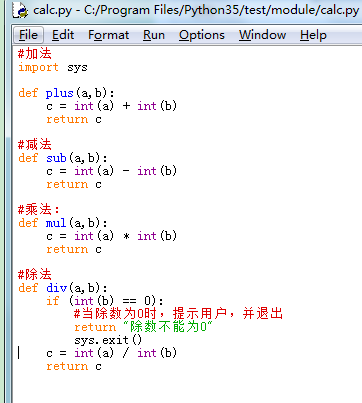 calc.py - C:/Program Files/Python35/test/module/calc.py
File Edit Format Run Options Window Help
#加法
import sys
def plus(a,b):
    c = int(a) + int(b)
    return c
#减法
def sub(a,b):
    c = int(a) - int(b)
    return c
#乘法:
def mul(a,b):
    c = int(a) * int(b)
    return c
#除法
def div(a,b):
    if (int(b) == 0):
        #当除数为0时，提示用户，并退出
        return "除数不能为0"
        sys.exit()
    c = int(a) / int(b)
    return c